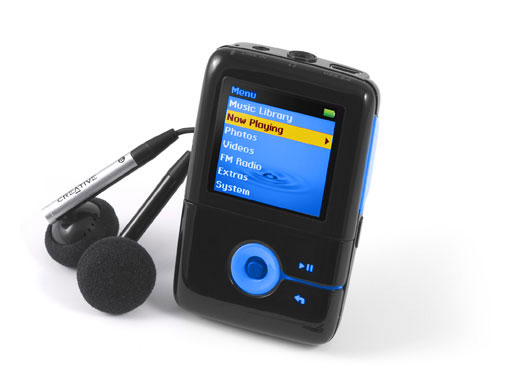 Menu
Music Library
Now Playing
Photos
Videos
FM Radio
Extras
System
CREATIVE